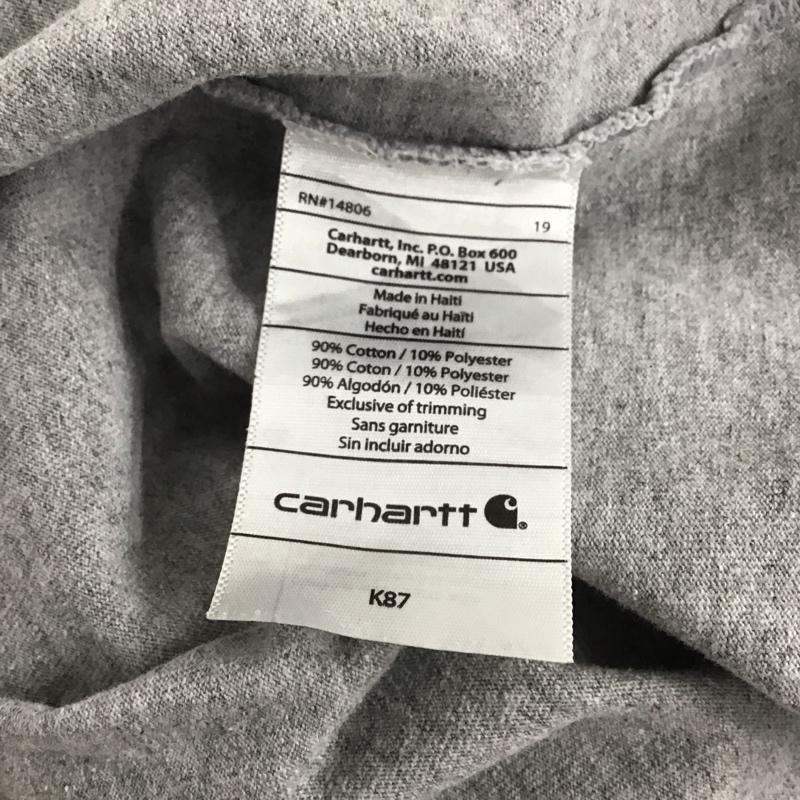 RN#14806
19
Carhartt, Inc. P.O. Box 600
Dearborn, MI 48121 USA
carhartt.com
Made in Haiti
Fabriqué au Haïti
Hecho en Haití
90% Cotton / 10% Polyester
90% Coton / 10% Polyester
90% Algodón / 10% Poliéster
Exclusive of trimming
Sans garniture
Sin incluir adorno
carhartt ®
K87